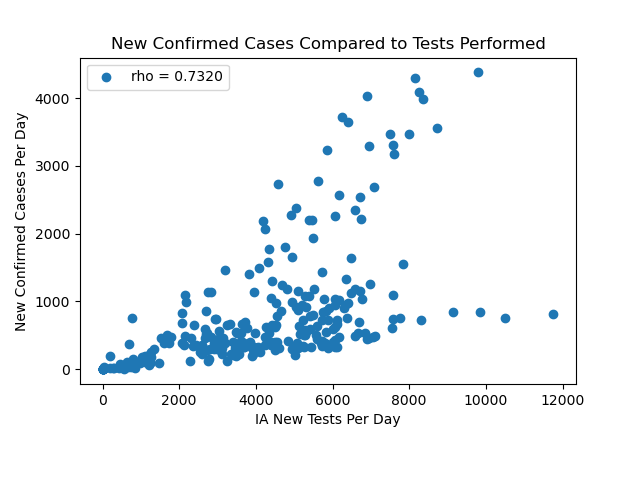 New Confirmed Cases Compared to Tests Performed
rho = 0.7320
New Confirmed Caeses Per Day
4000
3000
2000
1000
0
0 2000 4000 6000 8000 10000 12000
IA New Tests Per Day